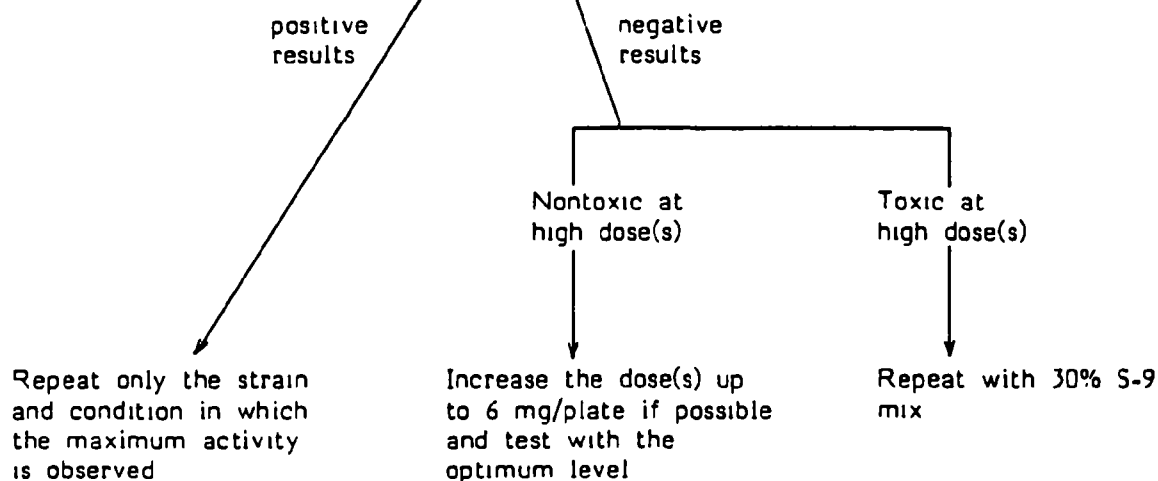 positive
results
negative
results
Nontoxic at
high dose(s)
Toxic at
high dose(s)
Repeat only the strain
and condition in which
the maximum activity
is observed
Increase the dose(s) up
to 6 mg/plate if possible
and test with the
optimum level
Repeat with 30% S-9
mix